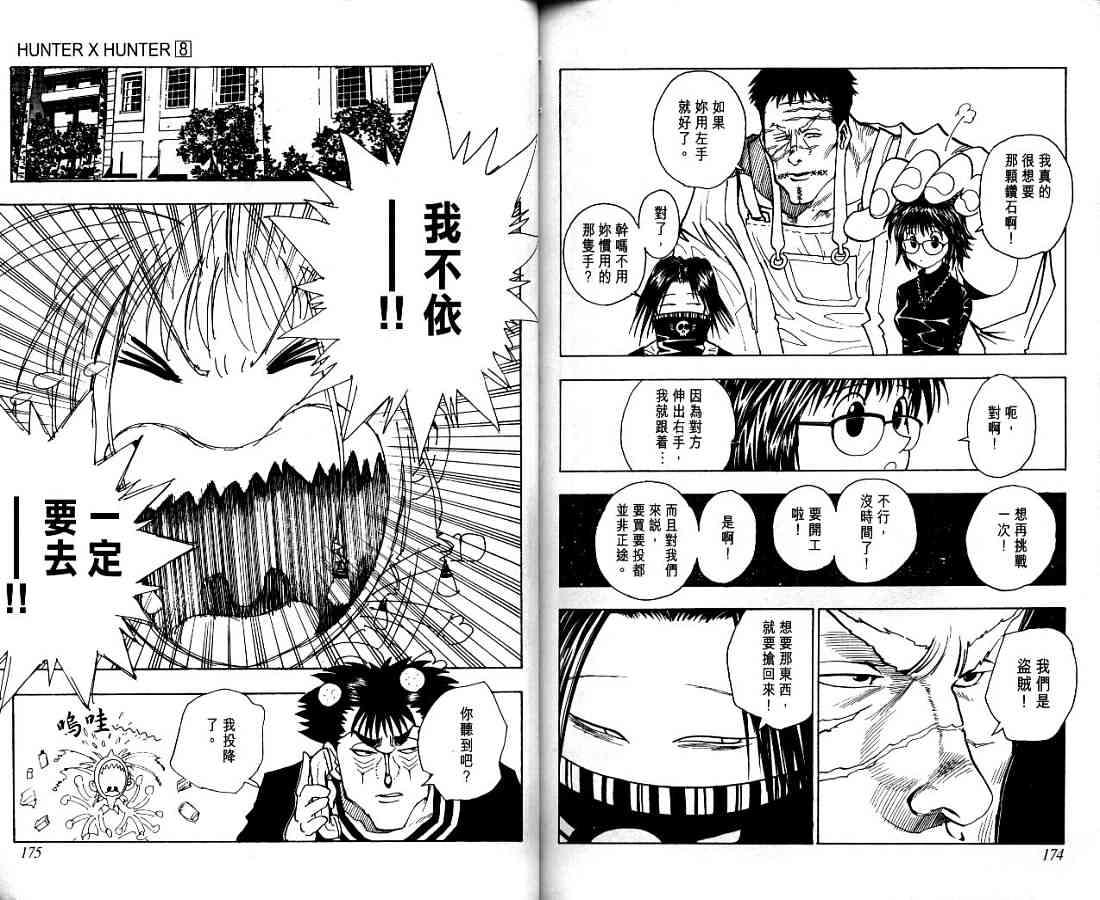 HUNTER X HUNTER 8
我真的
很想要
那顆鑽石啊！
如果
妳用左手
就好了。
對了，
幹嗎不用
妳慣用的
那隻手？
呃，
對啊！
因為對方
伸出右手，
我就跟着…
想再挑戰
一次！
不行，
沒時間了！
要開工
啦！
是啊！
而且對我們
來說，
要買要投都
並非正途。
我們是
盜賊！
想要那東西，
就要搶回來！
174
我不依
——!!
一定
要去
——!!
你聽到吧？
我投降
了。
嗚哇
175